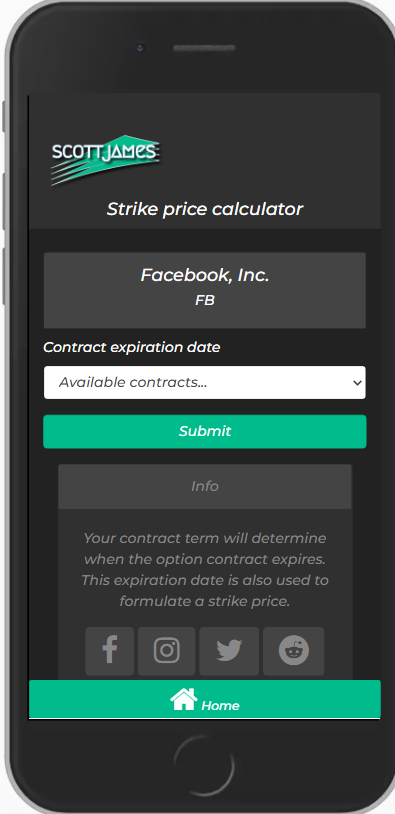 SCOTT JAMES
Strike price calculator
Facebook, Inc.
FB
Contract expiration date
Available contracts...
Submit
Info
Your contract term will determine
when the option contract expires.
This expiration date is also used to
formulate a strike price.
Home